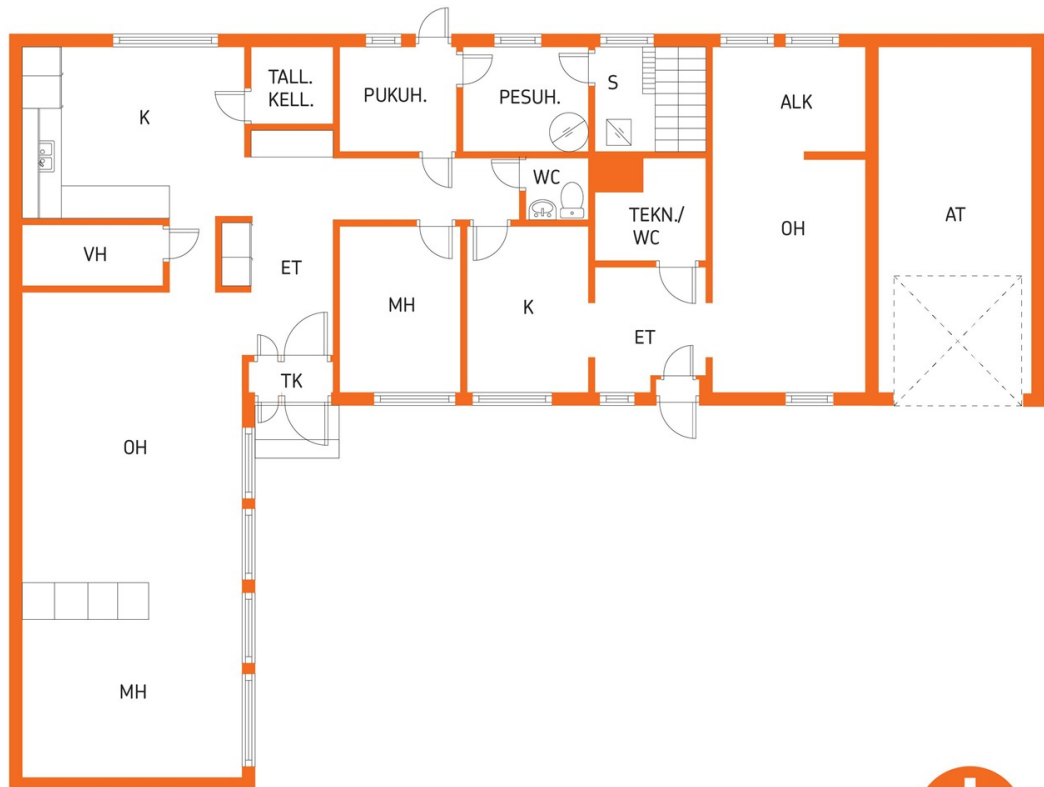 TALL.
KELL.
K
PUKUH.
PESUH.
S
ALK
WC
TEKN./
WC
OH
AT
VH
ET
MH
K
ET
TK
OH
MH